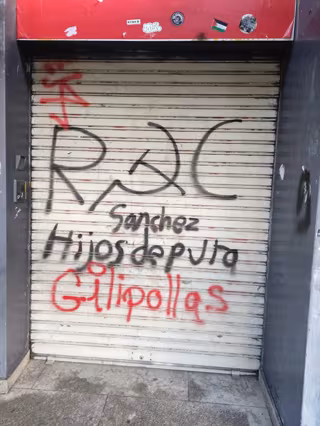 R☭C
Sanchez
Hijos de puta
Gilipollas